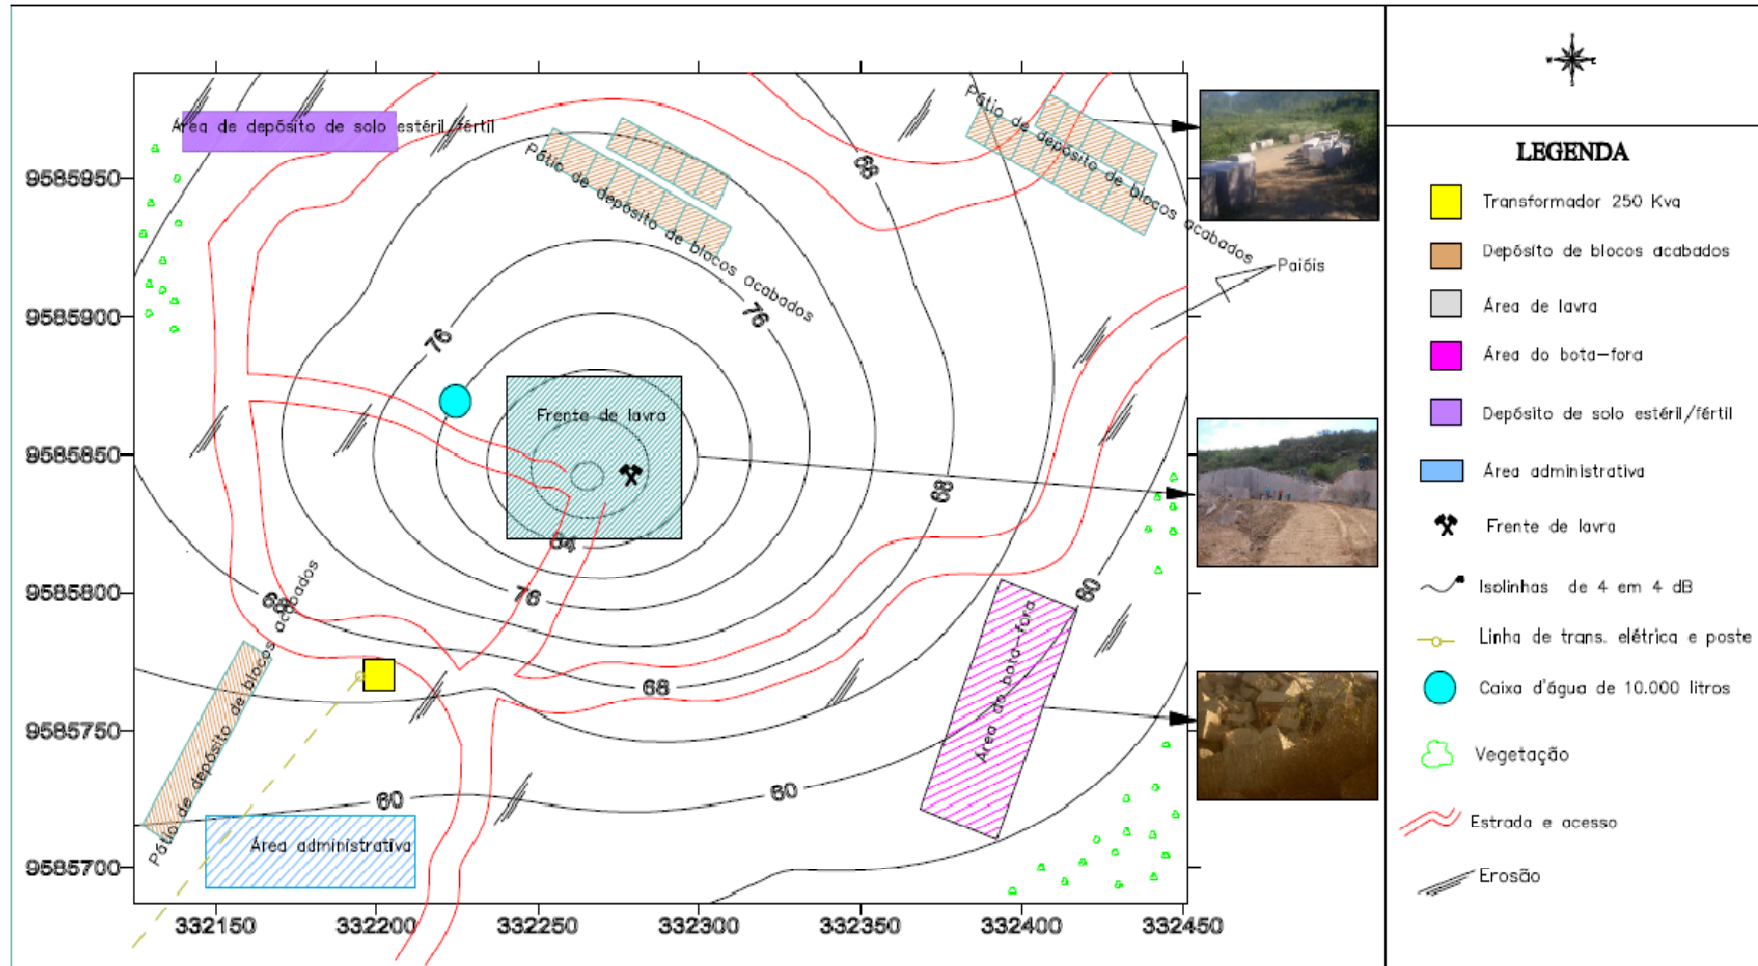 Área de depósito de solo estéril/fértil
Pátio de depósito de blocos acabados
Pátio de depósito de blocos acabados
Paióis
68
76
76
Frente de lavra
84
76
68
68
68
60
60
60
Pátio de depósito de blocos acabados
Área do bota-fora
Área administrativa
9585950
9585900
9585850
9585800
9585750
9585700
332150 332200 332250 332300 332350 332400 332450
W E
LEGENDA
Transformador 250 Kva
Depósito de blocos acabados
Área de lavra
Área do bota-fora
Depósito de solo estéril/fértil
Área administrativa
Frente de lavra
Isolinhas de 4 em 4 dB
Linha de trans. elétrica e poste
Caixa d'água de 10.000 litros
Vegetação
Estrada e acesso
Erosão